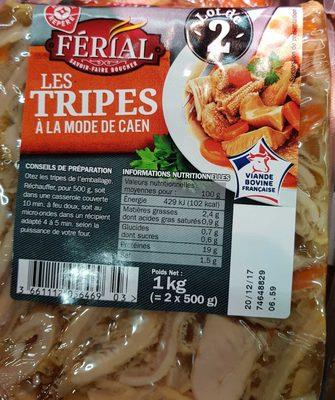 REPÈRE
FÉRIAL
SAVOIR-FAIRE BOUCHER
Lot de
2
LES
TRIPES
À LA MODE DE CAEN
CONSEILS DE PRÉPARATION
Otez les tripes de l'emballage.
Réchauffer, pour 500 g, soit
dans une casserole couverte
10 min. à feu doux, soit au
micro-ondes dans un récipient
adapté 4 à 5 min. selon la
puissance de votre four.
INFORMATIONS NUTRITIONNELLES
Valeurs nutritionnelles
moyennes pour : 100 g
Énergie 429 kJ (102 kcal)
Matières grasses 2.4 g
dont acides gras saturés 0.9 g
Glucides 0.7 g
dont sucres 0.6 g
Protéines 19 g
1.5 g
VIANDE
BOVINE
FRANÇAISE
Poids Net :
1 kg
(= 2 x 500 g)
20/12/17
74648829
06.59